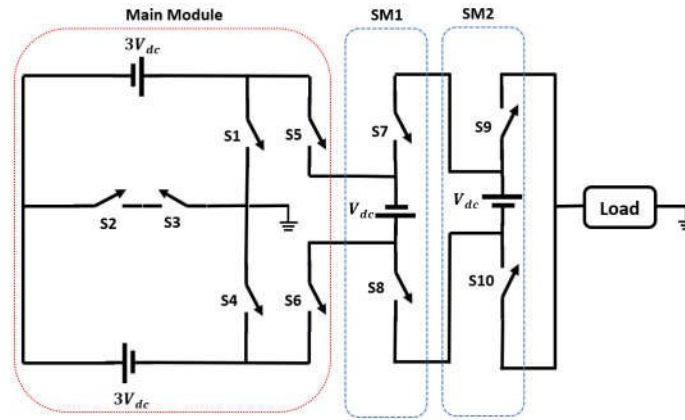 Main Module
SM1
SM2
3V_dc
S1
S5
S7
S9
S2
S3
V_dc
V_dc
Load
S4
S6
S8
S10
3V_dc